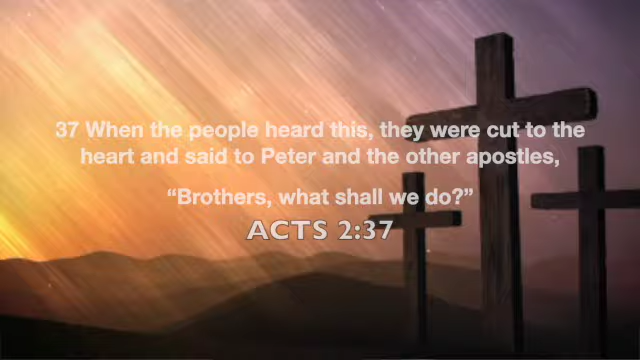 37 When the people heard this, they were cut to the
heart and said to Peter and the other apostles,
“Brothers, what shall we do?”
ACTS 2:37